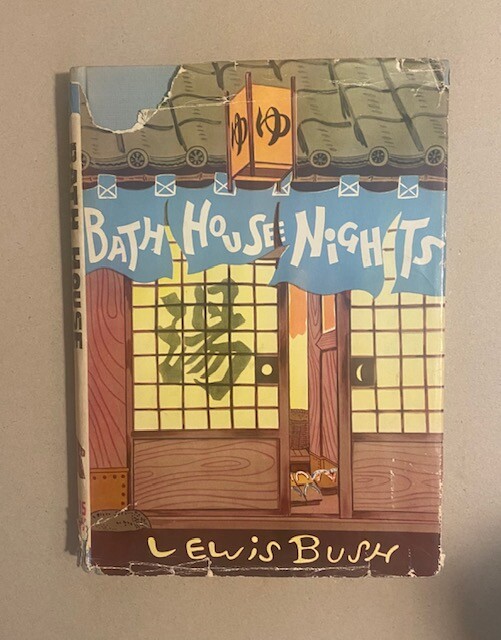 ゆ ゆ
BATH HOUSE NIGHTS
湯
LEWIS BUSH
BATH HOUSE